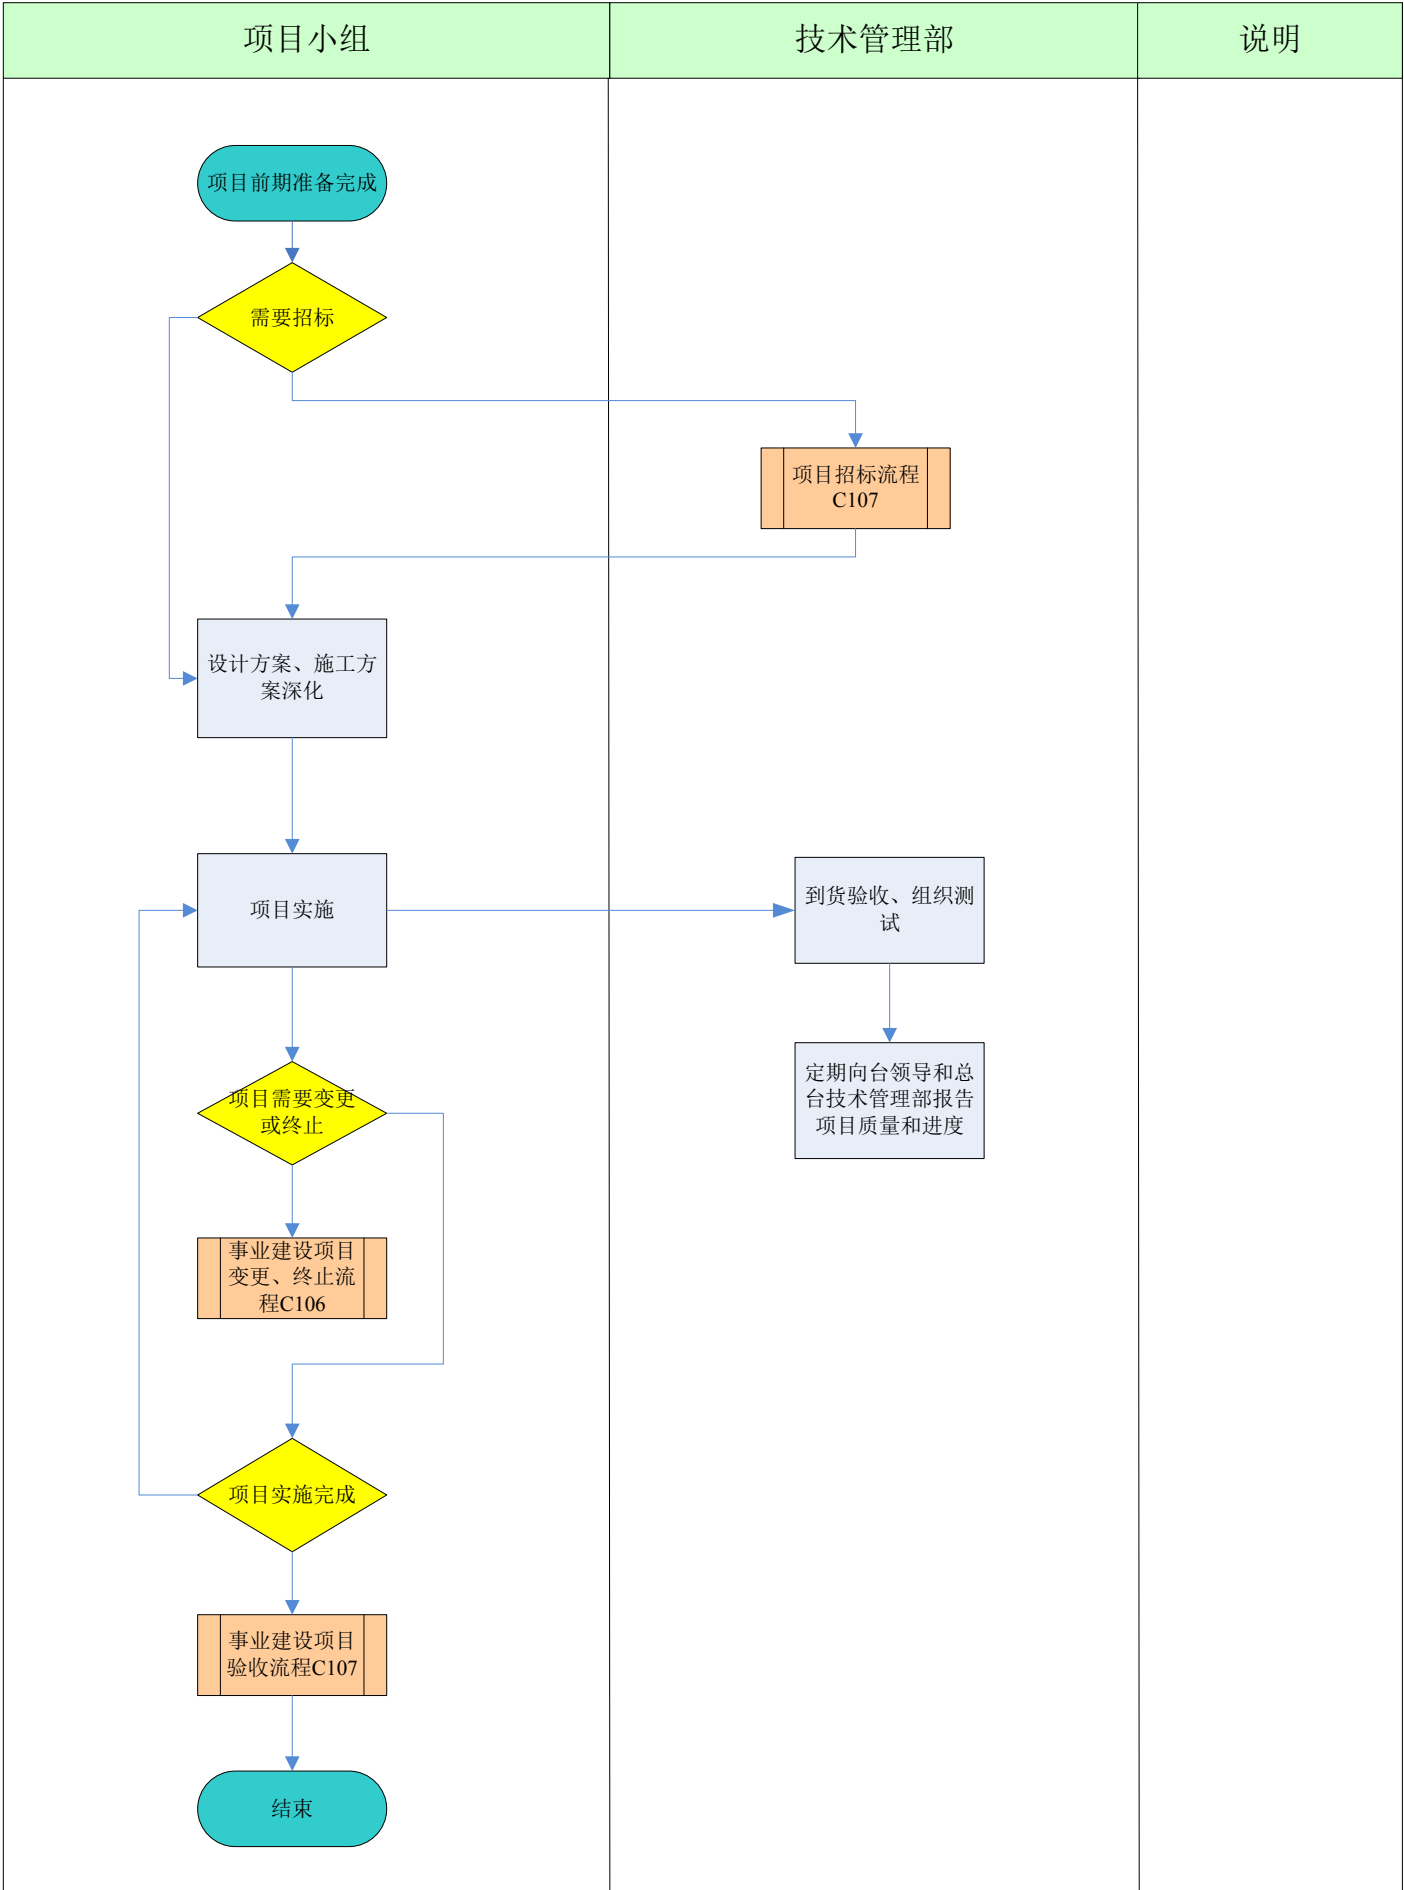 项目小组
技术管理部
说明
项目前期准备完成
需要招标
项目招标流程
C107
设计方案、施工方
案深化
项目实施
到货验收、组织测
试
定期向台领导和总
台技术管理部报告
项目质量和进度
项目需要变更
或终止
事业建设项目
变更、终止流
程C106
项目实施完成
事业建设项目
验收流程C107
结束